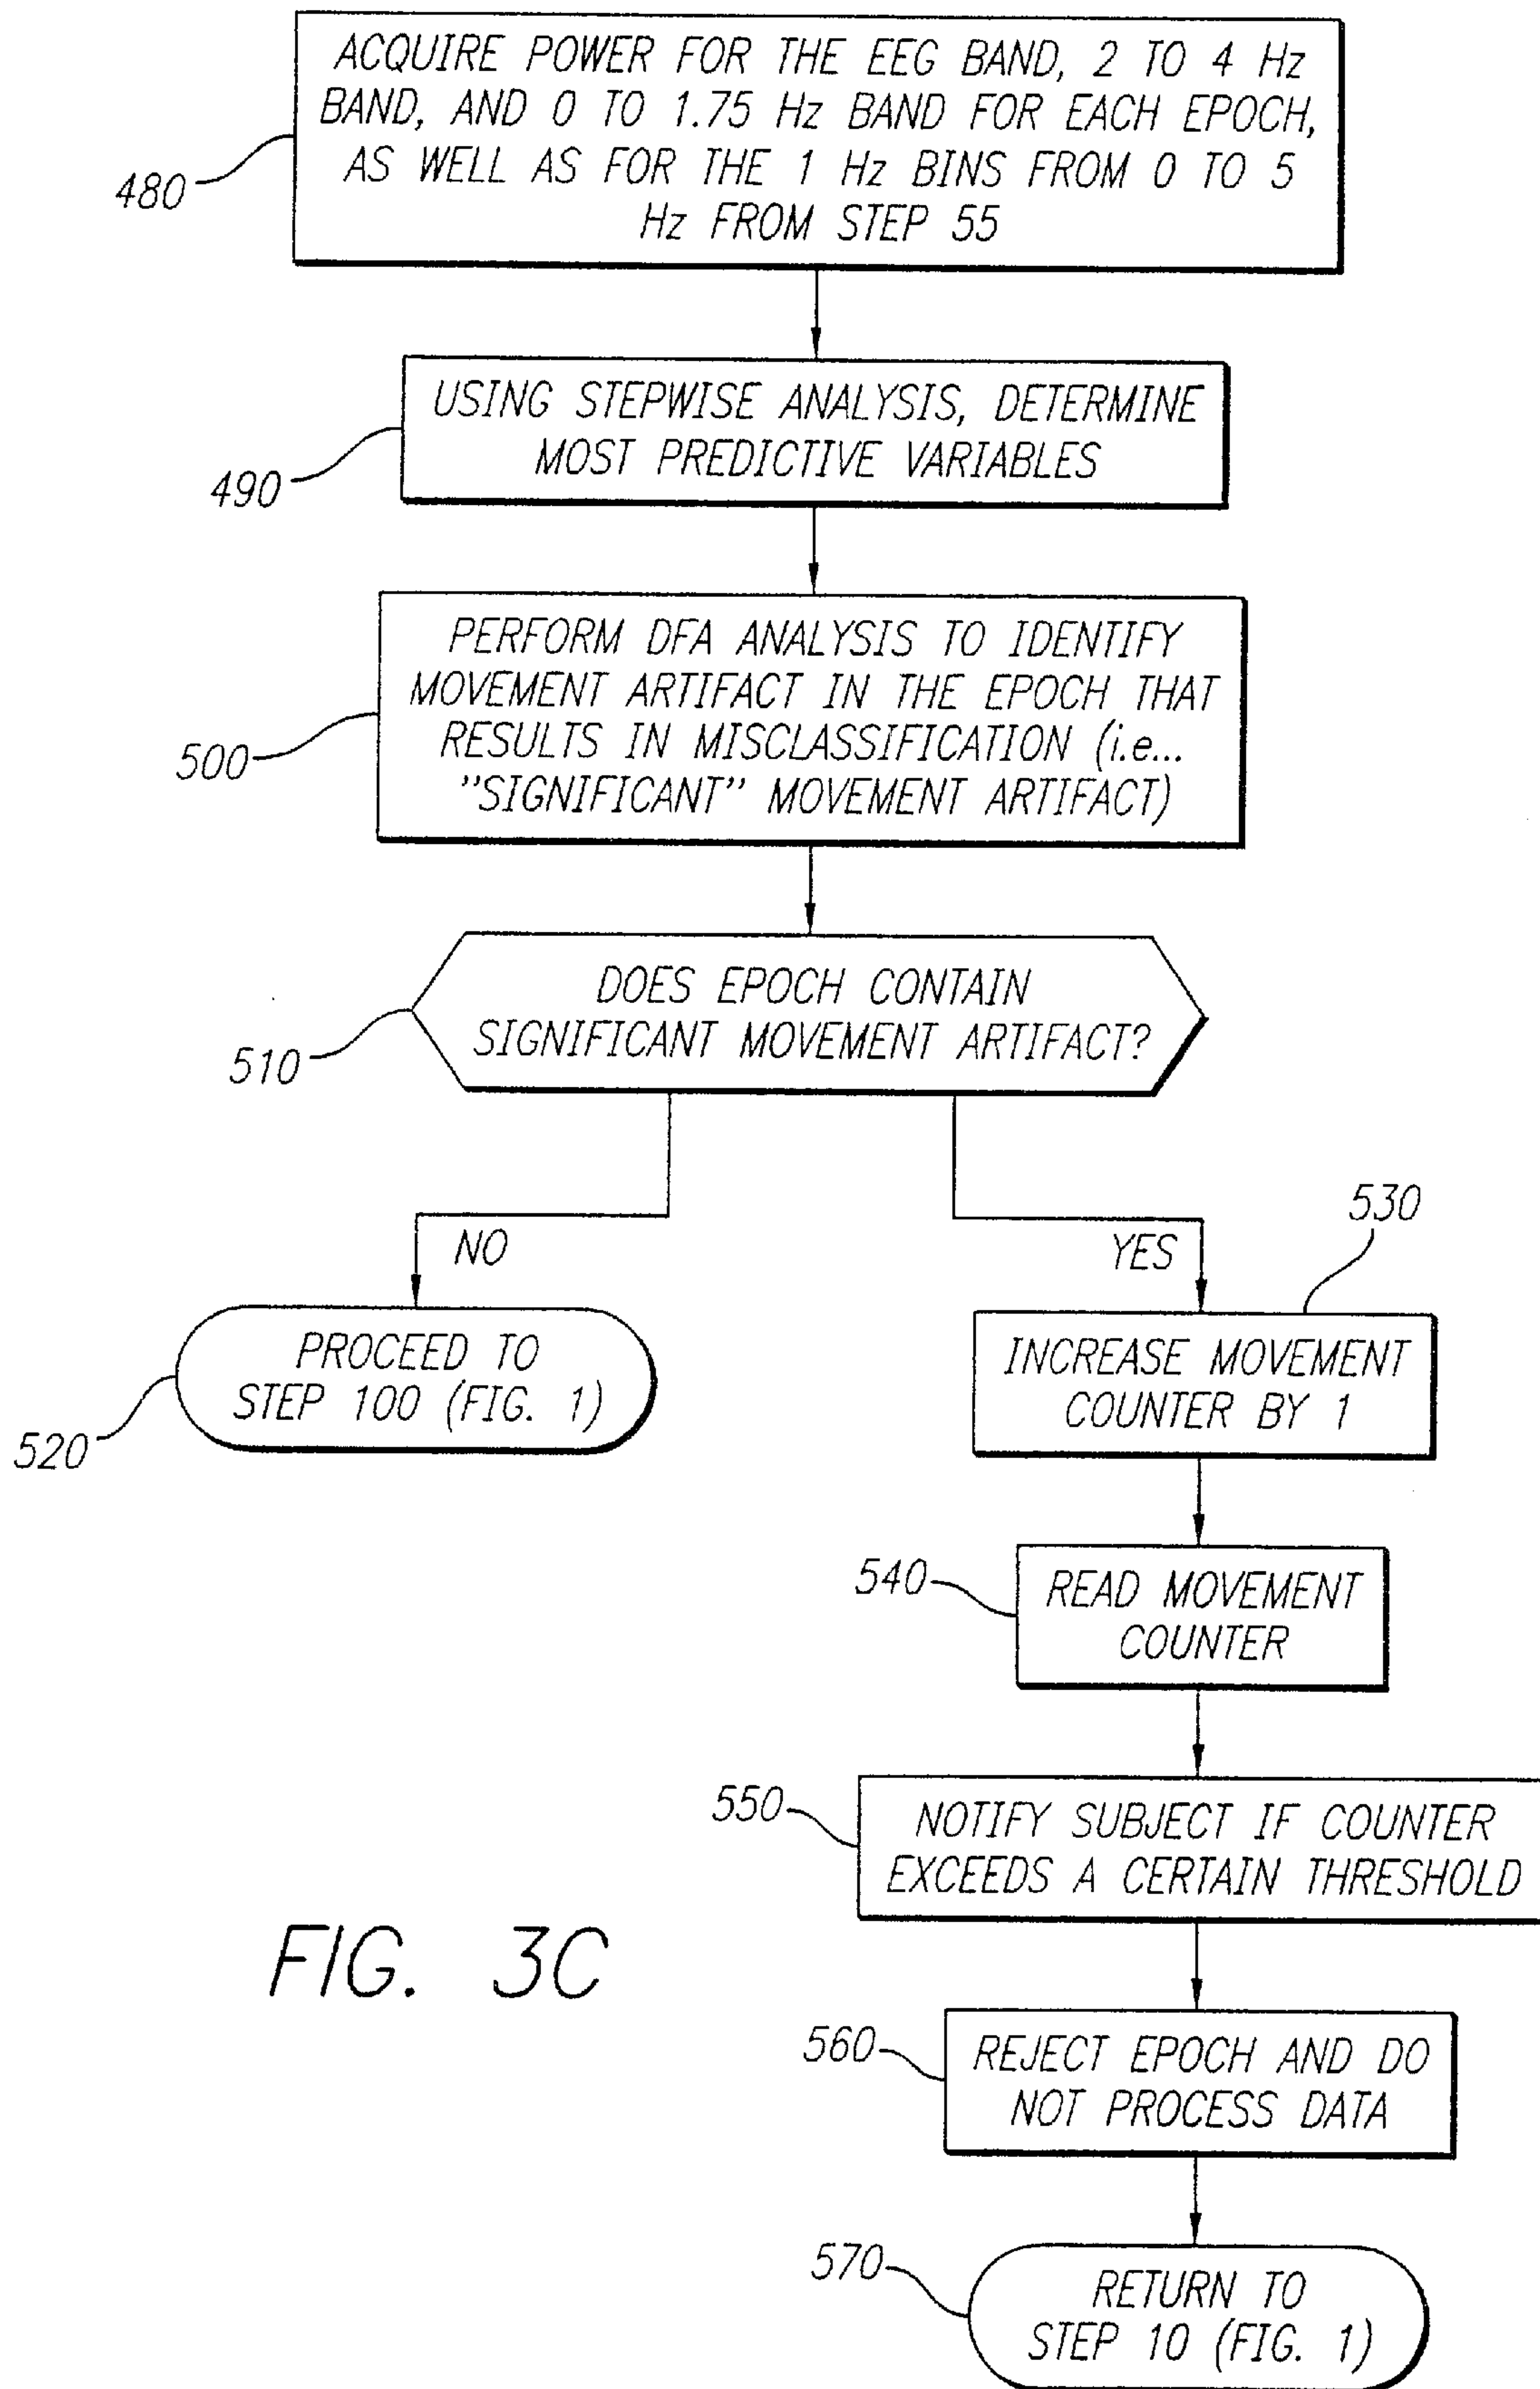 ACQUIRE POWER FOR THE EEG BAND, 2 TO 4 Hz
BAND, AND 0 TO 1.75 Hz BAND FOR EACH EPOCH,
AS WELL AS FOR THE 1 Hz BINS FROM 0 TO 5
Hz FROM STEP 55
480
USING STEPWISE ANALYSIS, DETERMINE
MOST PREDICTIVE VARIABLES
490
PERFORM DFA ANALYSIS TO IDENTIFY
MOVEMENT ARTIFACT IN THE EPOCH THAT
RESULTS IN MISCLASSIFICATION (i.e...
"SIGNIFICANT" MOVEMENT ARTIFACT)
500
DOES EPOCH CONTAIN
SIGNIFICANT MOVEMENT ARTIFACT?
510
NO
YES
530
PROCEED TO
STEP 100 (FIG. 1)
520
INCREASE MOVEMENT
COUNTER BY 1
540
READ MOVEMENT
COUNTER
550
NOTIFY SUBJECT IF COUNTER
EXCEEDS A CERTAIN THRESHOLD
FIG. 3C
560
REJECT EPOCH AND DO
NOT PROCESS DATA
570
RETURN TO
STEP 10 (FIG. 1)